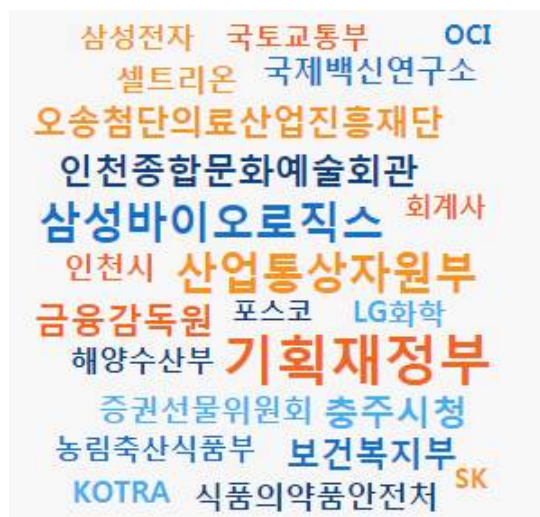 삼성전자 국토교통부 OCI
셀트리온 국제백신연구소
오송첨단의료산업진흥재단
인천종합문화예술회관
삼성바이오로직스 회계사
인천시 산업통상자원부
금융감독원 포스코 LG화학
해양수산부 기획재정부
증권선물위원회 충주시청
농림축산식품부 보건복지부 SK
KOTRA 식품의약품안전처